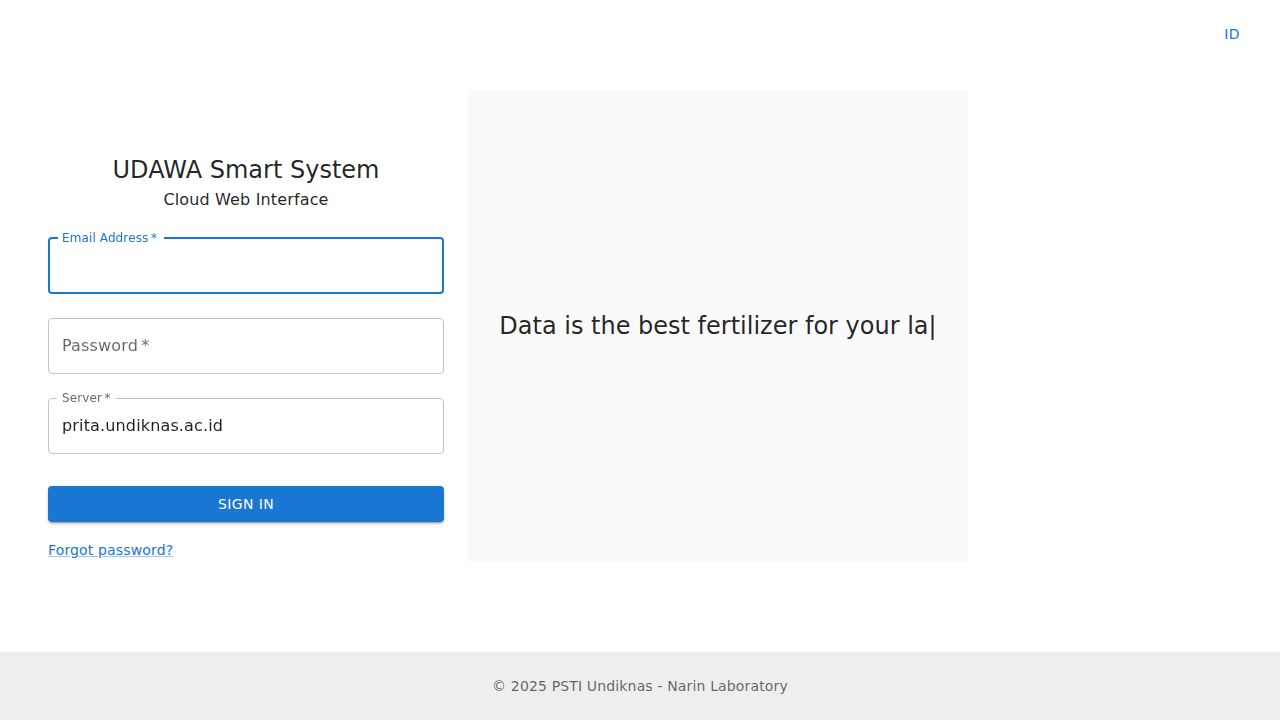 ID
UDAWA Smart System
Cloud Web Interface
Email Address *
Password *
Server *
prita.undiknas.ac.id
SIGN IN
Forgot password?
Data is the best fertilizer for your la|
© 2025 PSTI Undiknas - Narin Laboratory